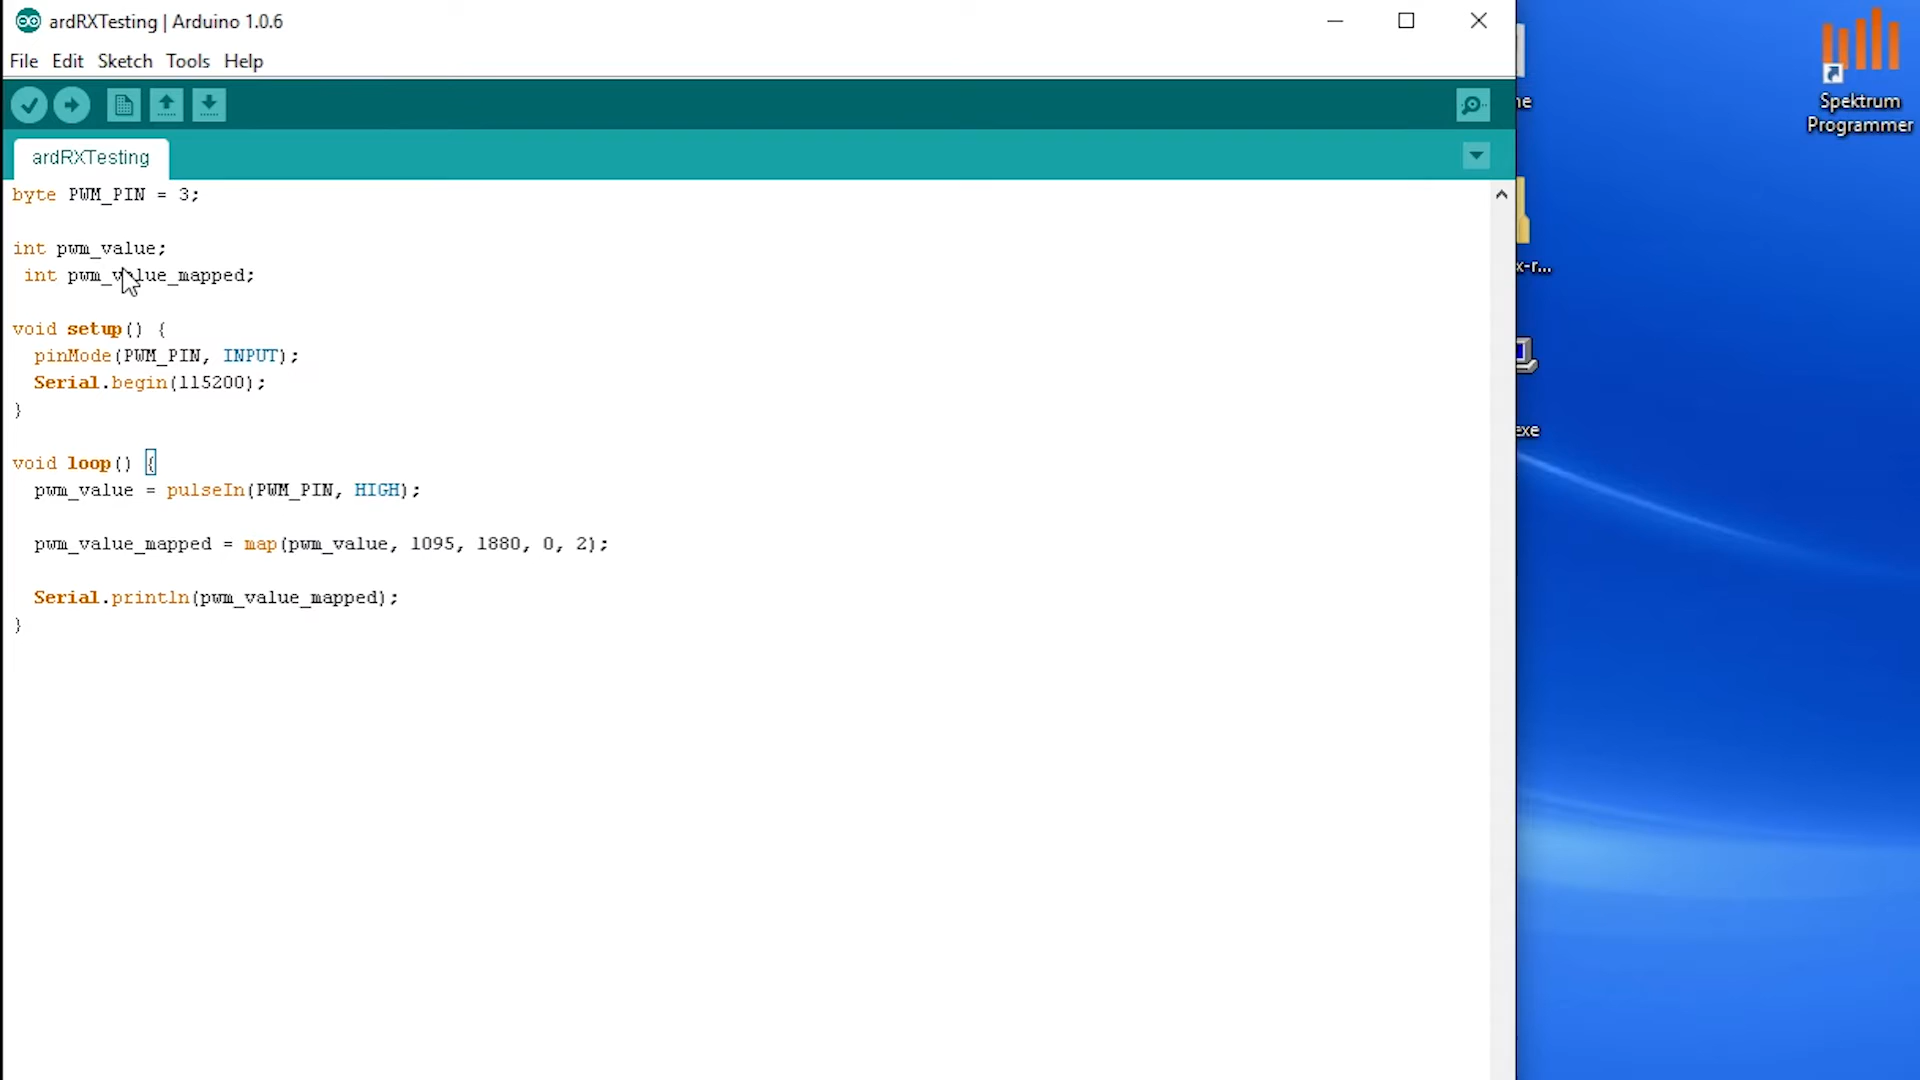 ardRXTesting | Arduino 1.0.6
File Edit Sketch Tools Help
ardRXTesting
byte PWM_PIN = 3;
int pwm_value;
int pwm_value_mapped;
void setup() {
pinMode(PWM_PIN, INPUT);
Serial.begin(115200);
}
void loop() {
pwm_value = pulseIn(PWM_PIN, HIGH);
pwm_value_mapped = map(pwm_value, 1095, 1880, 0, 2);
Serial.println(pwm_value_mapped);
}
Spektrum
Programmer
ne
x-r...
exe